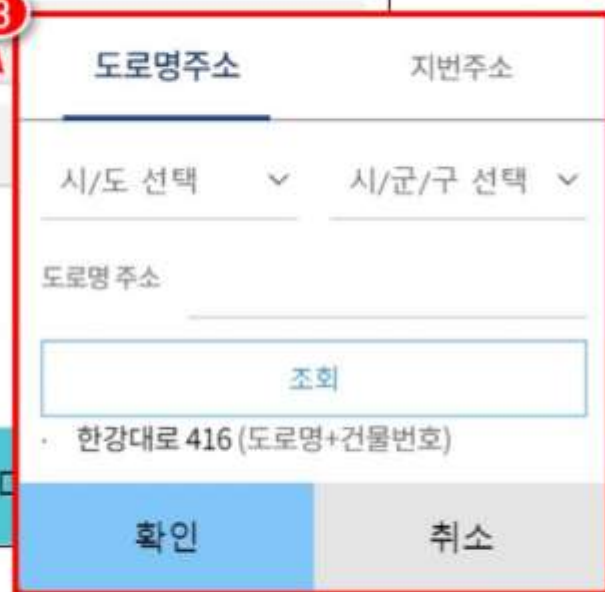 3
도로명주소 지번주소
시/도 선택 시/군/구 선택
도로명 주소
조회
· 한강대로 416 (도로명+건물번호)
확인 취소